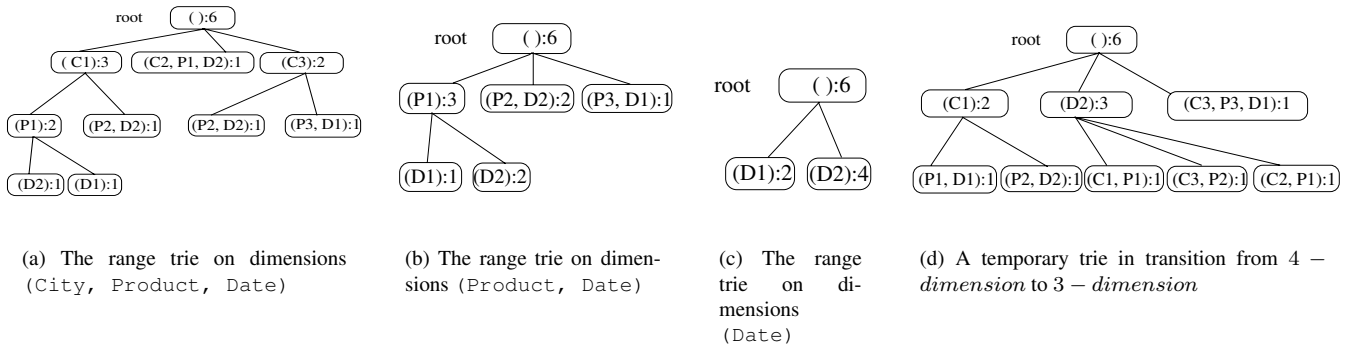 root ( ):6
( C1):3 (C2, P1, D2):1 (C3):2
(P1):2 (P2, D2):1 (P2, D2):1 (P3, D1):1
(D2):1 (D1):1
(a) The range trie on dimensions
(City, Product, Date)
root ( ):6
(P1):3 (P2, D2):2 (P3, D1):1
(D1):1 (D2):2
(b) The range trie on dimen-
sions (Product, Date)
root ( ):6
(D1):2 (D2):4
(c) The range
trie on di-
mensions
(Date)
root ( ):6
(C1):2 (D2):3 (C3, P3, D1):1
(P1, D1):1 (P2, D2):1 (C1, P1):1 (C3, P2):1 (C2, P1):1
(d) A temporary trie in transition from 4 −
dimension to 3 − dimension